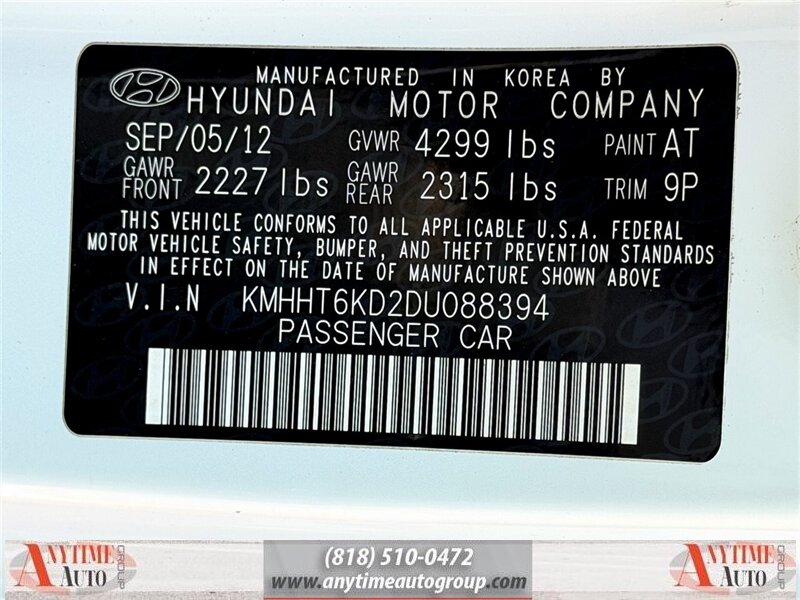 MANUFACTURED IN KOREA BY
HYUNDAI MOTOR COMPANY
SEP/05/12 GVWR 4299 lbs PAINT AT
GAWR FRONT 2227 lbs GAWR REAR 2315 lbs TRIM 9P
THIS VEHICLE CONFORMS TO ALL APPLICABLE U.S.A. FEDERAL
MOTOR VEHICLE SAFETY, BUMPER, AND THEFT PREVENTION STANDARDS
IN EFFECT ON THE DATE OF MANUFACTURE SHOWN ABOVE
V.I.N KMHHT6KD2DU088394
PASSENGER CAR
ANYTIME AUTO GROUP
(818) 510-0472
www.anytimeautogroup.com
ANYTIME AUTO GROUP